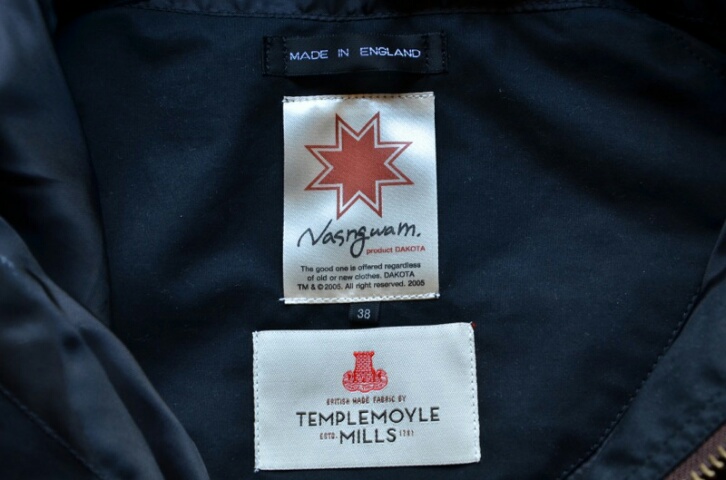 MADE IN ENGLAND
Nasngwam.
product DAKOTA
The good one is offered regardless
of old or new clothes. DAKOTA
TM & © 2005. All right reserved. 2005
38
BRITISH MADE FABRIC BY
TEMPLEMOYLE
ESTD. MILLS 1781